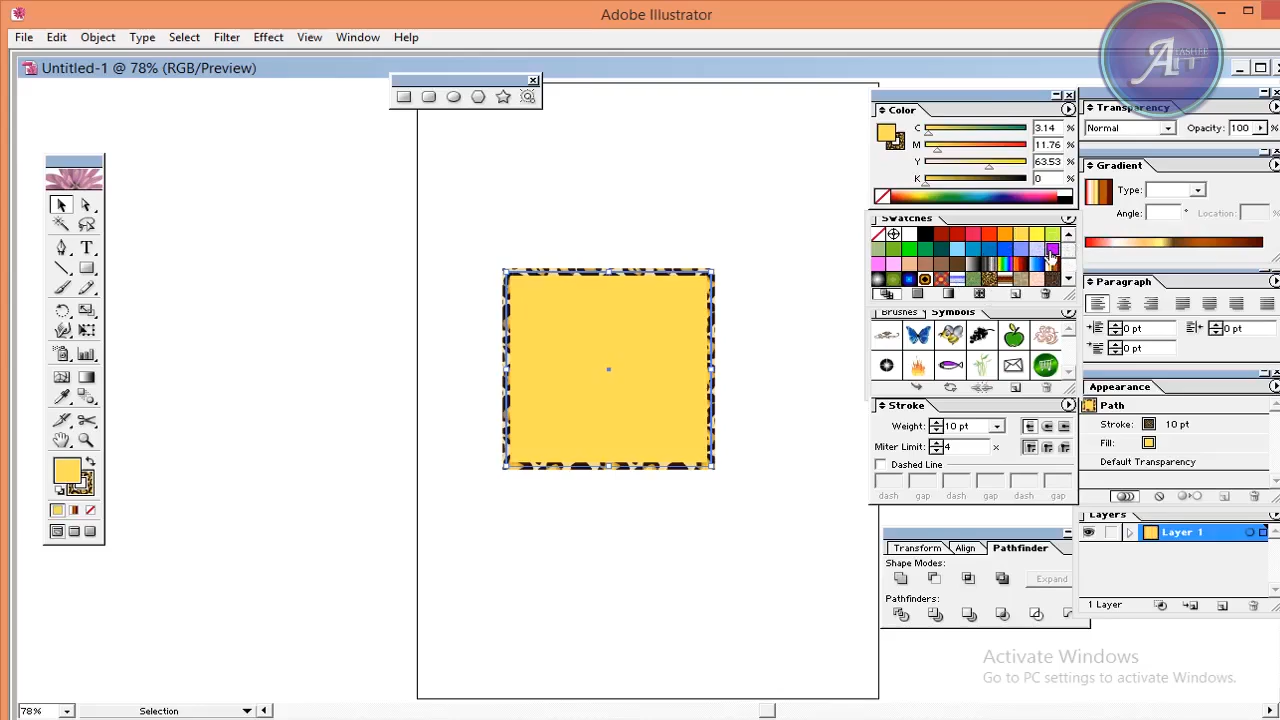 Adobe Illustrator
File Edit Object Type Select Filter Effect View Window Help
Untitled-1 @ 78% (RGB/Preview)
Color
C 3.14 %
M 11.76 %
Y 63.53 %
K 0 %
Swatches
Brushes Symbols
Stroke
Weight: 10 pt
Miter Limit: 4 x
Dashed Line
dash gap dash gap dash gap
Transform Align Pathfinder
Shape Modes:
Expand
Pathfinders:
Transparency
Normal Opacity: 100 %
Gradient
Type:
Angle: ° Location: %
Paragraph
0 pt 0 pt
0 pt
Appearance
Path
Stroke: 10 pt
Fill:
Default Transparency
Layers
Layer 1
1 Layer
Activate Windows
Go to PC settings to activate Windows.
78% Selection